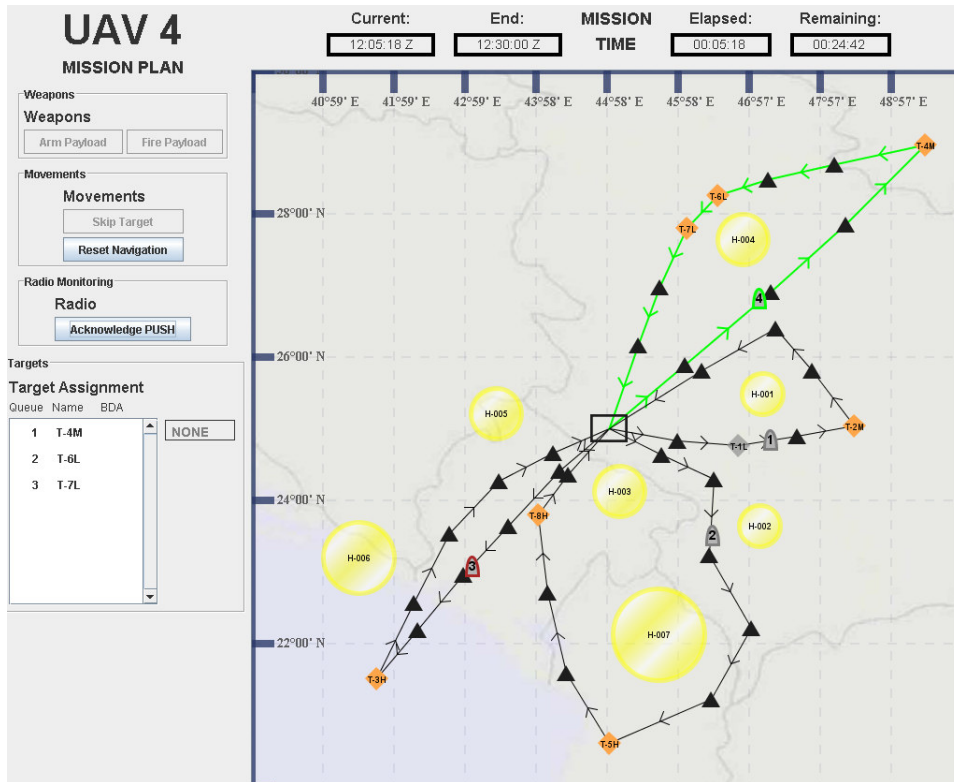 UAV 4
MISSION PLAN
Current: End: MISSION TIME Elapsed: Remaining:
12:05:18 Z 12:30:00 Z 00:05:18 00:24:42
Weapons
Weapons
Arm Payload Fire Payload
Movements
Movements
Skip Target
Reset Navigation
Radio Monitoring
Radio
Acknowledge PUSH
Targets
Target Assignment
Queue Name BDA
1 T-4M NONE
2 T-6L
3 T-7L
40°59' E 41°59' E 42°59' E 43°58' E 44°58' E 45°58' E 46°57' E 47°57' E 48°57' E
T-4M
T-6L
28°00' N
T-7L
H-004
4
26°00' N
H-001
H-005
T-2M
1
T-1L
H-003
24°00' N
T-8H
H-002
2
H-006
3
H-007
22°00' N
T-3H
T-5H